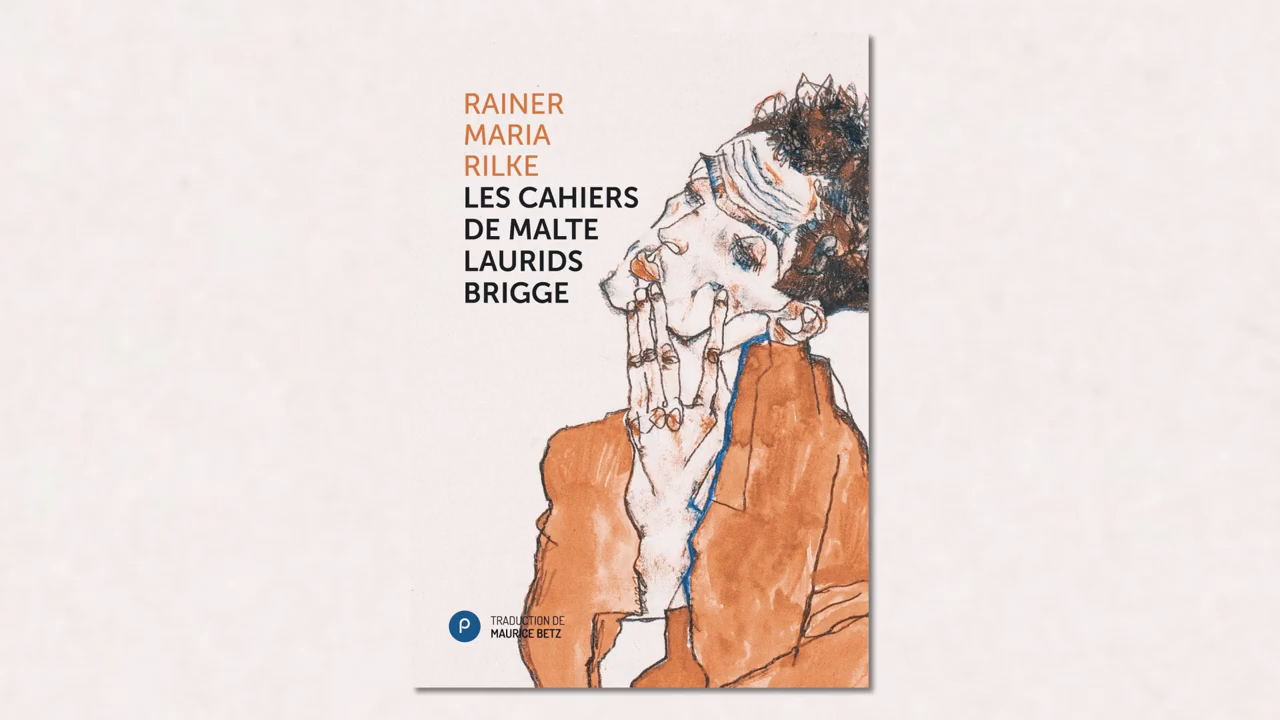 RAINER
MARIA
RILKE
LES CAHIERS
DE MALTE
LAURIDS
BRIGGE
ρ
TRADUCTION DE
MAURICE BETZ